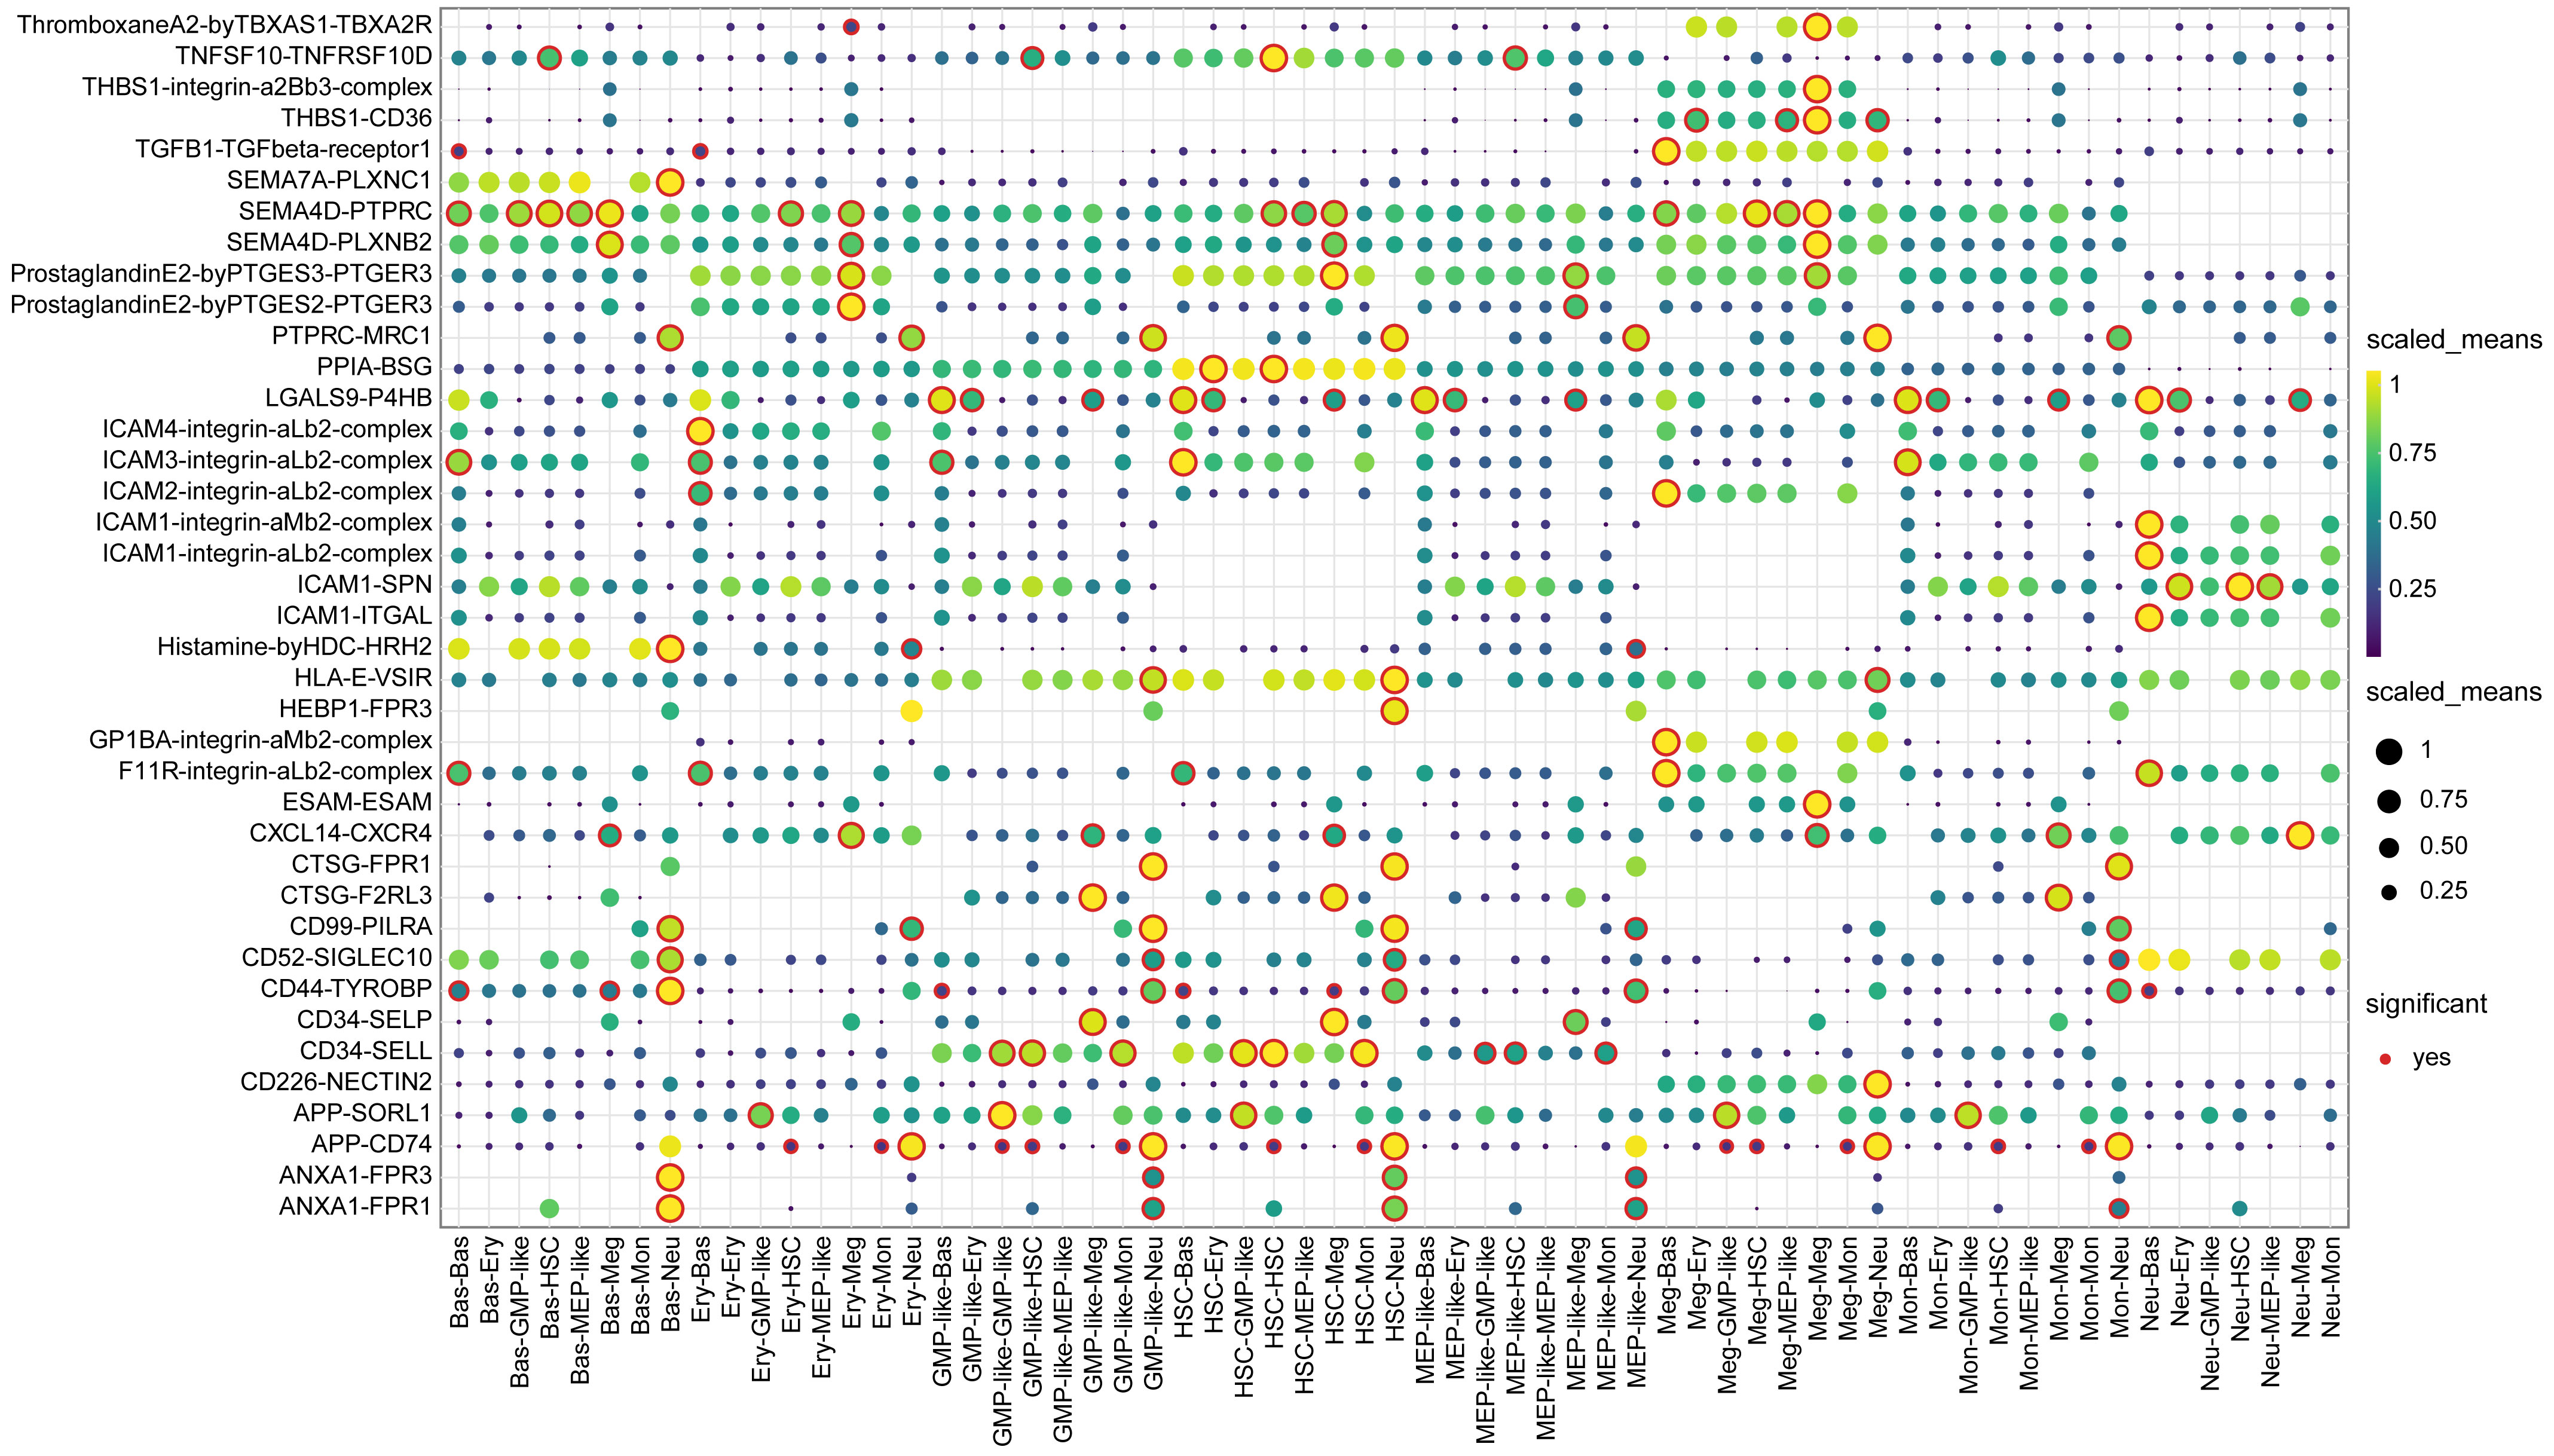 ThromboxaneA2-byTBXAS1-TBXA2R
TNFSF10-TNFRSF10D
THBS1-integrin-a2Bb3-complex
THBS1-CD36
TGFB1-TGFbeta-receptor1
SEMA7A-PLXNC1
SEMA4D-PTPRC
SEMA4D-PLXNB2
ProstaglandinE2-byPTGES3-PTGER3
ProstaglandinE2-byPTGES2-PTGER3
PTPRC-MRC1
PPIA-BSG
LGALS9-P4HB
ICAM4-integrin-aLb2-complex
ICAM3-integrin-aLb2-complex
ICAM2-integrin-aLb2-complex
ICAM1-integrin-aMb2-complex
ICAM1-integrin-aLb2-complex
ICAM1-SPN
ICAM1-ITGAL
Histamine-byHDC-HRH2
HLA-E-VSIR
HEBP1-FPR3
GP1BA-integrin-aMb2-complex
F11R-integrin-aLb2-complex
ESAM-ESAM
CXCL14-CXCR4
CTSG-FPR1
CTSG-F2RL3
CD99-PILRA
CD52-SIGLEC10
CD44-TYROBP
CD34-SELP
CD34-SELL
CD226-NECTIN2
APP-SORL1
APP-CD74
ANXA1-FPR3
ANXA1-FPR1
Bas-Bas
Bas-Ery
Bas-GMP-like
Bas-HSC
Bas-MEP-like
Bas-Meg
Bas-Mon
Bas-Neu
Ery-Bas
Ery-Ery
Ery-GMP-like
Ery-HSC
Ery-MEP-like
Ery-Meg
Ery-Mon
Ery-Neu
GMP-like-Bas
GMP-like-Ery
GMP-like-GMP-like
GMP-like-HSC
GMP-like-MEP-like
GMP-like-Meg
GMP-like-Mon
GMP-like-Neu
HSC-Bas
HSC-Ery
HSC-GMP-like
HSC-HSC
HSC-MEP-like
HSC-Meg
HSC-Mon
HSC-Neu
MEP-like-Bas
MEP-like-Ery
MEP-like-GMP-like
MEP-like-HSC
MEP-like-MEP-like
MEP-like-Meg
MEP-like-Mon
MEP-like-Neu
Meg-Bas
Meg-Ery
Meg-GMP-like
Meg-HSC
Meg-MEP-like
Meg-Meg
Meg-Mon
Meg-Neu
Mon-Bas
Mon-Ery
Mon-GMP-like
Mon-HSC
Mon-MEP-like
Mon-Meg
Mon-Mon
Mon-Neu
Neu-Bas
Neu-Ery
Neu-GMP-like
Neu-HSC
Neu-MEP-like
Neu-Meg
Neu-Mon
scaled_means
1
0.75
0.50
0.25
scaled_means
1
0.75
0.50
0.25
significant
yes